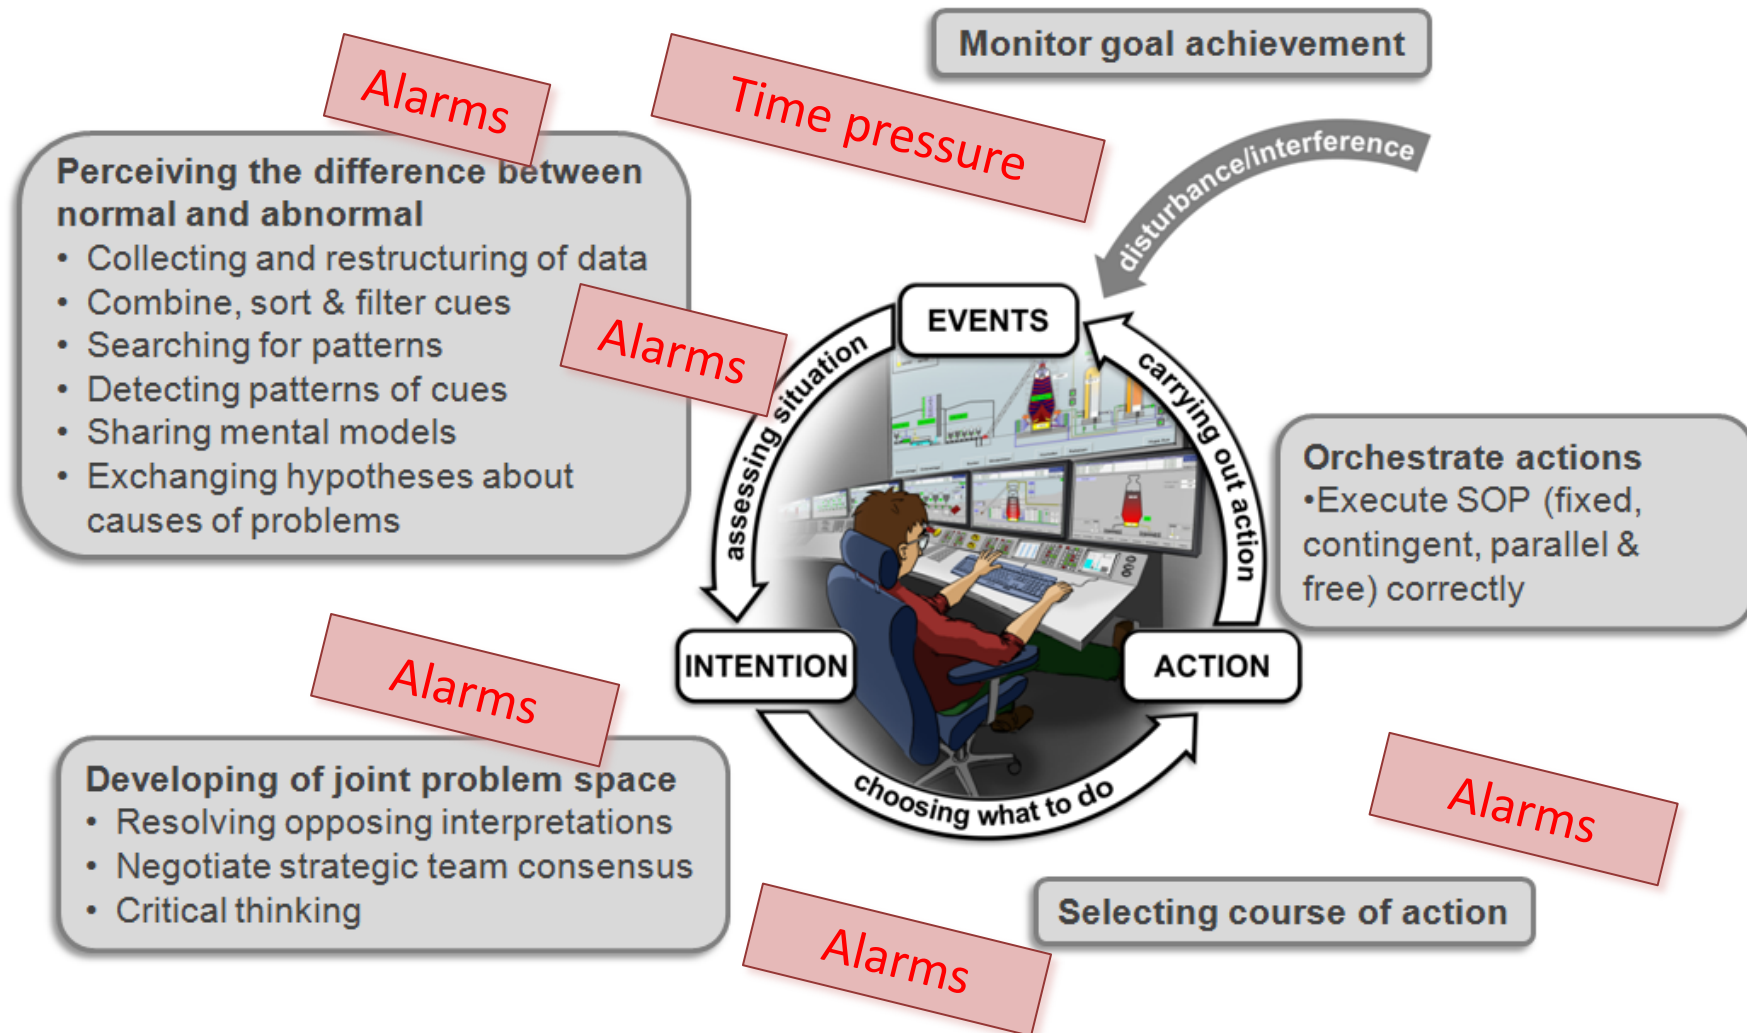 Monitor goal achievement
Alarms
Time pressure
disturbance/interference
Perceiving the difference between
normal and abnormal
• Collecting and restructuring of data
• Combine, sort & filter cues
• Searching for patterns
• Detecting patterns of cues
• Sharing mental models
• Exchanging hypotheses about
causes of problems
Alarms
EVENTS
assessing situation
carrying out action
Orchestrate actions
•Execute SOP (fixed,
contingent, parallel &
free) correctly
INTENTION
ACTION
choosing what to do
Alarms
Developing of joint problem space
• Resolving opposing interpretations
• Negotiate strategic team consensus
• Critical thinking
Alarms
Selecting course of action
Alarms